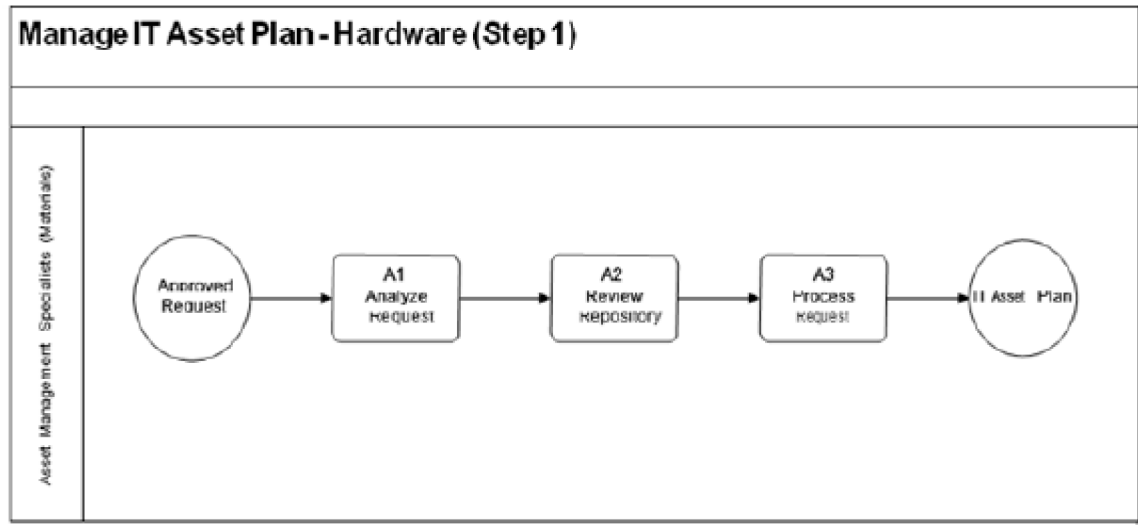 Manage IT Asset Plan - Hardware (Step 1)
Asset Management Specialists (Materials)
Approved
Request
A1
Analyze
Request
A2
Review
Repository
A3
Process
Request
IT Asset Plan